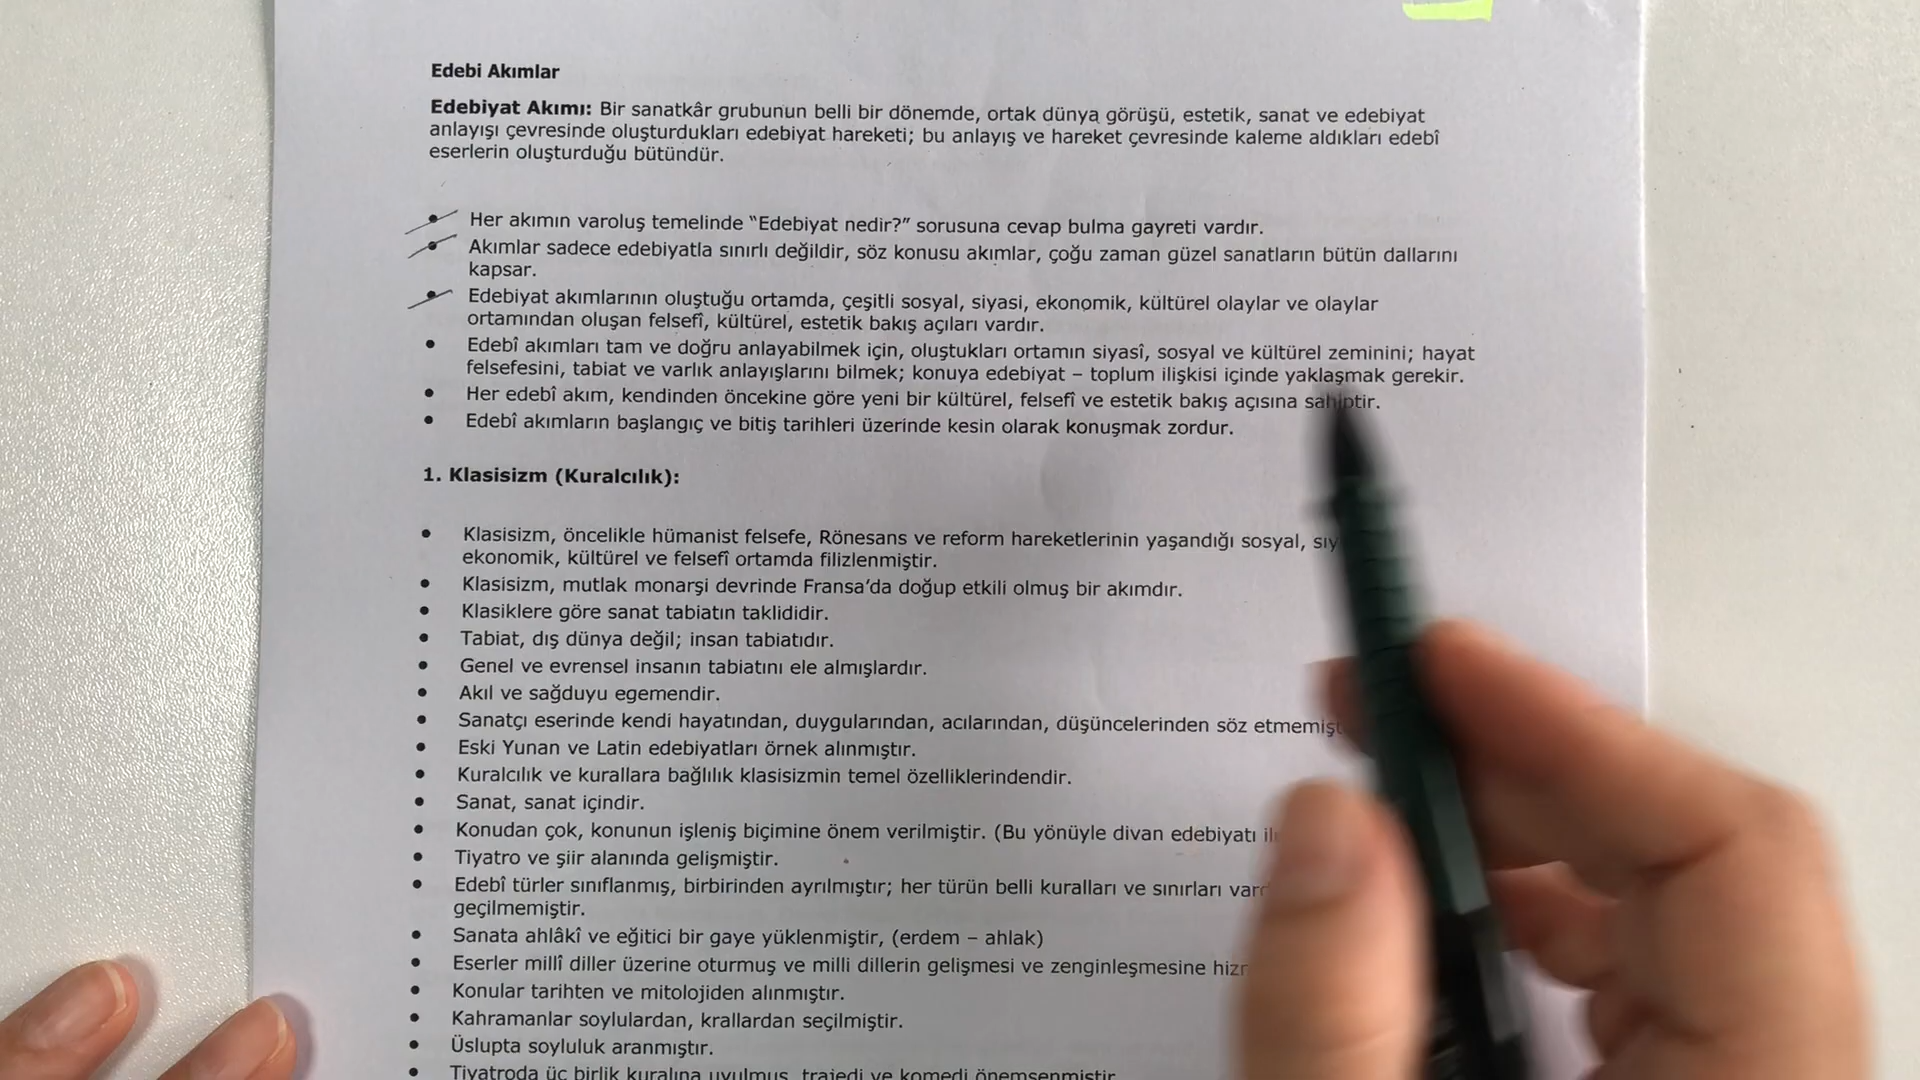 Edebi Akımlar
Edebiyat Akımı: Bir sanatkâr grubunun belli bir dönemde, ortak dünya görüşü, estetik, sanat ve edebiyat
anlayışı çevresinde oluşturdukları edebiyat hareketi; bu anlayış ve hareket çevresinde kaleme aldıkları edebî
eserlerin oluşturduğu bütündür.
• Her akımın varoluş temelinde “Edebiyat nedir?” sorusuna cevap bulma gayreti vardır.
• Akımlar sadece edebiyatla sınırlı değildir, söz konusu akımlar, çoğu zaman güzel sanatların bütün dallarını
kapsar.
• Edebiyat akımlarının oluştuğu ortamda, çeşitli sosyal, siyasi, ekonomik, kültürel olaylar ve olaylar
ortamından oluşan felsefî, kültürel, estetik bakış açıları vardır.
• Edebî akımları tam ve doğru anlayabilmek için, oluştukları ortamın siyasî, sosyal ve kültürel zeminini; hayat
felsefesini, tabiat ve varlık anlayışlarını bilmek; konuya edebiyat – toplum ilişkisi içinde yaklaşmak gerekir.
• Her edebî akım, kendinden öncekine göre yeni bir kültürel, felsefî ve estetik bakış açısına sahiptir.
• Edebî akımların başlangıç ve bitiş tarihleri üzerinde kesin olarak konuşmak zordur.
1. Klasisizm (Kuralcılık):
• Klasisizm, öncelikle hümanist felsefe, Rönesans ve reform hareketlerinin yaşandığı sosyal,
ekonomik, kültürel ve felsefî ortamda filizlenmiştir.
• Klasisizm, mutlak monarşi devrinde Fransa’da doğup etkili olmuş bir akımdır.
• Klasiklere göre sanat tabiatın taklididir.
• Tabiat, dış dünya değil; insan tabiatıdır.
• Genel ve evrensel insanın tabiatını ele almışlardır.
• Akıl ve sağduyu egemendir.
• Sanatçı eserinde kendi hayatından, duygularından, acılarından, düşüncelerinden söz
• Eski Yunan ve Latin edebiyatları örnek alınmıştır.
• Kuralcılık ve kurallara bağlılık klasisizmin temel özelliklerindendir.
• Sanat, sanat içindir.
• Konudan çok, konunun işleniş biçimine önem verilmiştir. (Bu yönüyle divan edebiyatı
• Tiyatro ve şiir alanında gelişmiştir.
• Edebî türler sınıflanmış, birbirinden ayrılmıştır; her türün belli kuralları ve sınırları
geçilmemiştir.
• Sanata ahlâkî ve eğitici bir gaye yüklenmiştir, (erdem – ahlak)
• Eserler millî diller üzerine oturmuş ve milli dillerin gelişmesi ve zenginleşmesine
• Konular tarihten ve mitolojiden alınmıştır.
• Kahramanlar soylulardan, krallardan seçilmiştir.
• Üslupta soyluluk aranmıştır.
• Tiyatroda üç birlik kuralına uyulmuş, trajedi ve komedi önemsenmiştir